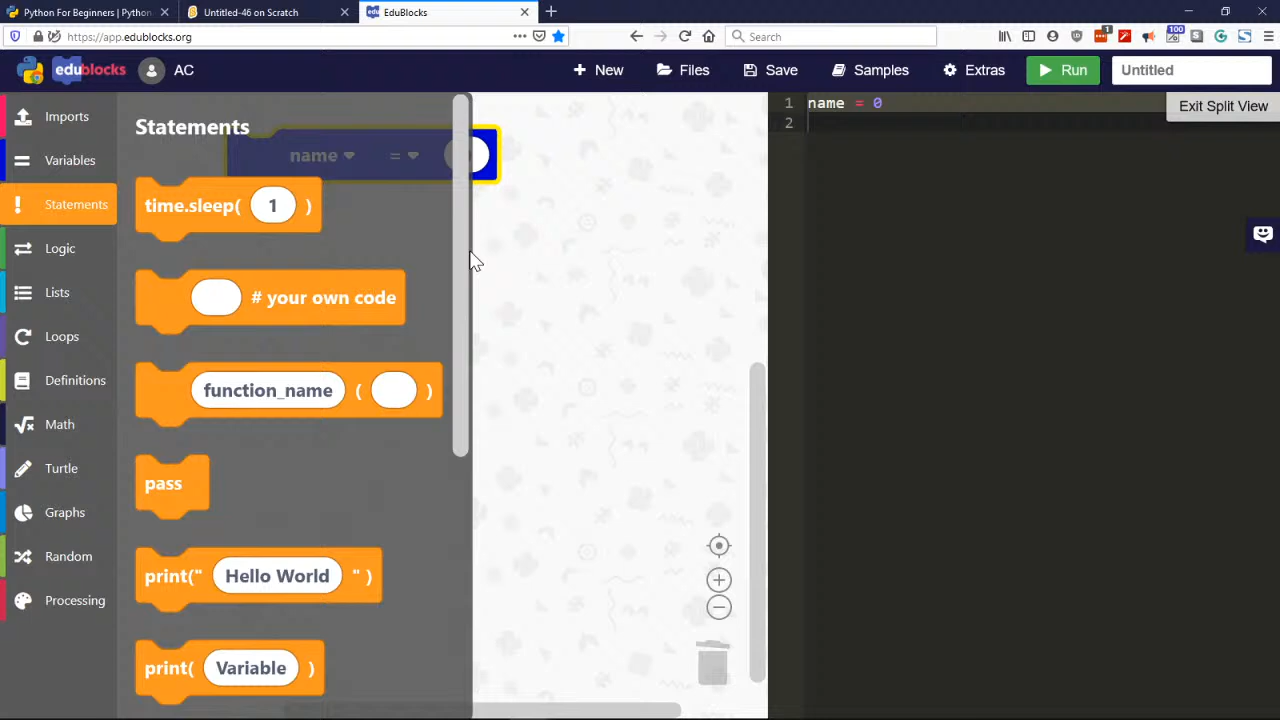 Python For Beginners | Python.
Untitled-46 on Scratch
EduBlocks
https://app.edublocks.org
Search
100
1
edublocks
AC
New
Files
Save
Samples
Extras
Run
Untitled
Imports
Variables
Statements
Logic
Lists
Loops
Definitions
Math
Turtle
Graphs
Random
Processing
Statements
name =
time.sleep( 1 )
# your own code
function_name ( )
pass
print(" Hello World " )
print( Variable )
1 name = 0
2
Exit Split View